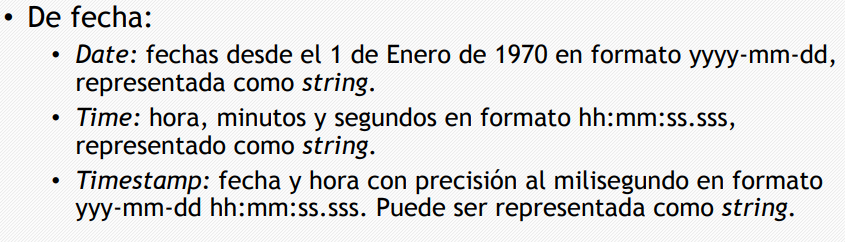 • De fecha:
• Date: fechas desde el 1 de Enero de 1970 en formato yyyy-mm-dd,
representada como string.
• Time: hora, minutos y segundos en formato hh:mm:ss.sss,
representado como string.
• Timestamp: fecha y hora con precisión al milisegundo en formato
yyy-mm-dd hh:mm:ss.sss. Puede ser representada como string.